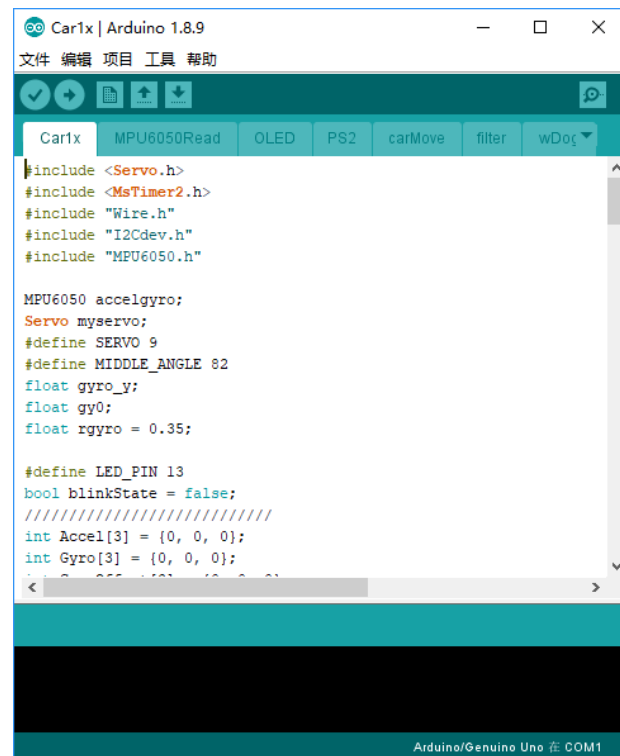 Car1x | Arduino 1.8.9
文件 编辑 项目 工具 帮助
Car1x MPU6050Read OLED PS2 carMove filter
#include <Servo.h>
#include <MsTimer2.h>
#include "Wire.h"
#include "I2Cdev.h"
#include "MPU6050.h"
MPU6050 accelgyro;
Servo myservo;
#define SERVO 9
#define MIDDLE_ANGLE 82
float gyro_y;
float gy0;
float rgyro = 0.35;
#define LED_PIN 13
bool blinkState = false;
////////////////////////////
int Accel[3] = {0, 0, 0};
int Gyro[3] = {0, 0, 0};
Arduino/Genuino Uno 在 COM1